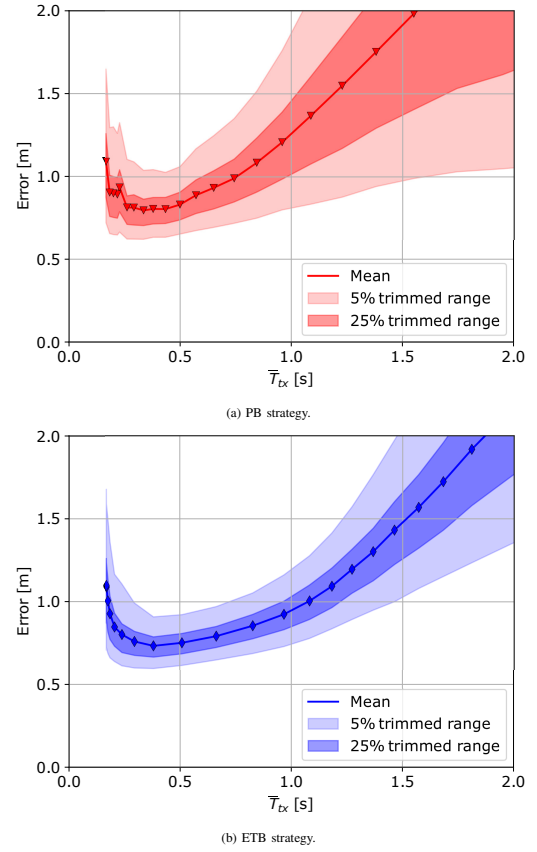 2.0
1.5
1.0
0.5
0.0
Error [m]
Mean
5% trimmed range
25% trimmed range
0.0 0.5 1.0 1.5 2.0
T̅tx [s]
(a) PB strategy.
2.0
1.5
1.0
0.5
0.0
Error [m]
Mean
5% trimmed range
25% trimmed range
0.0 0.5 1.0 1.5 2.0
T̅tx [s]
(b) ETB strategy.